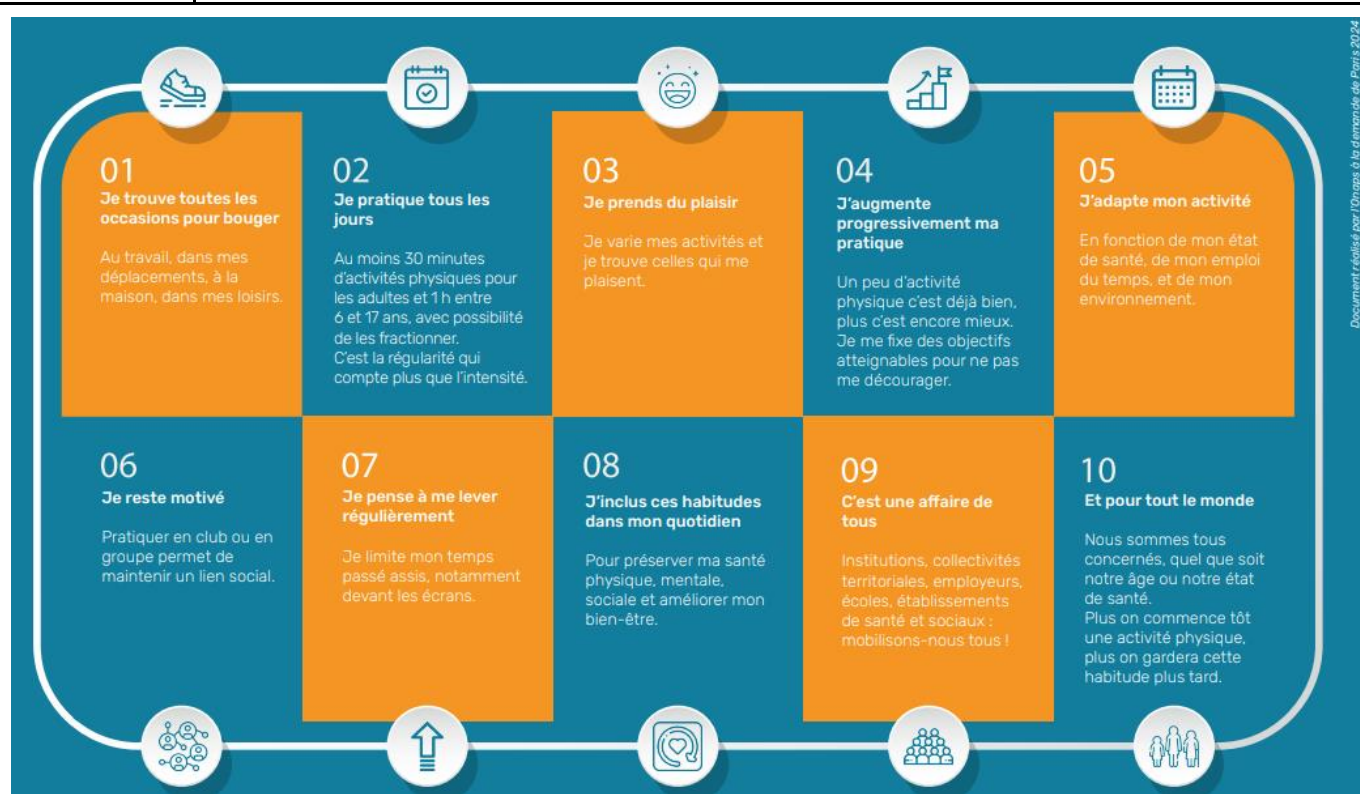 01
Je trouve toutes les
occasions pour bouger
Au travail, dans mes
déplacements, à la
maison, dans mes loisirs.
02
Je pratique tous les
jours
Au moins 30 minutes
d'activités physiques pour
les adultes et 1 h entre
6 et 17 ans, avec possibilité
de les fractionner.
C'est la régularité qui
compte plus que l'intensité.
03
Je prends du plaisir
Je varie mes activités et
je trouve celles qui me
plaisent.
04
J'augmente
progressivement ma
pratique
Un peu d'activité
physique c'est déjà bien,
plus c'est encore mieux.
Je me fixe des objectifs
atteignables pour ne pas
me décourager.
05
J'adapte mon activité
En fonction de mon état
de santé, de mon emploi
du temps, et de mon
environnement.
06
Je reste motivé
Pratiquer en club ou en
groupe permet de
maintenir un lien social.
07
Je pense à me lever
régulièrement
Je limite mon temps
passé assis, notamment
devant les écrans.
08
J'inclus ces habitudes
dans mon quotidien
Pour préserver ma santé
physique, mentale,
sociale et améliorer mon
bien-être.
09
C'est une affaire de
tous
Institutions, collectivités
territoriales, employeurs,
écoles, établissements
de santé et sociaux :
mobilisons-nous tous !
10
Et pour tout le monde
Nous sommes tous
concernés, quel que soit
notre âge ou notre état
de santé.
Plus on commence tôt
une activité physique,
plus on gardera cette
habitude plus tard.
Document réalisé par l'Onaps à la demande de Paris 2024